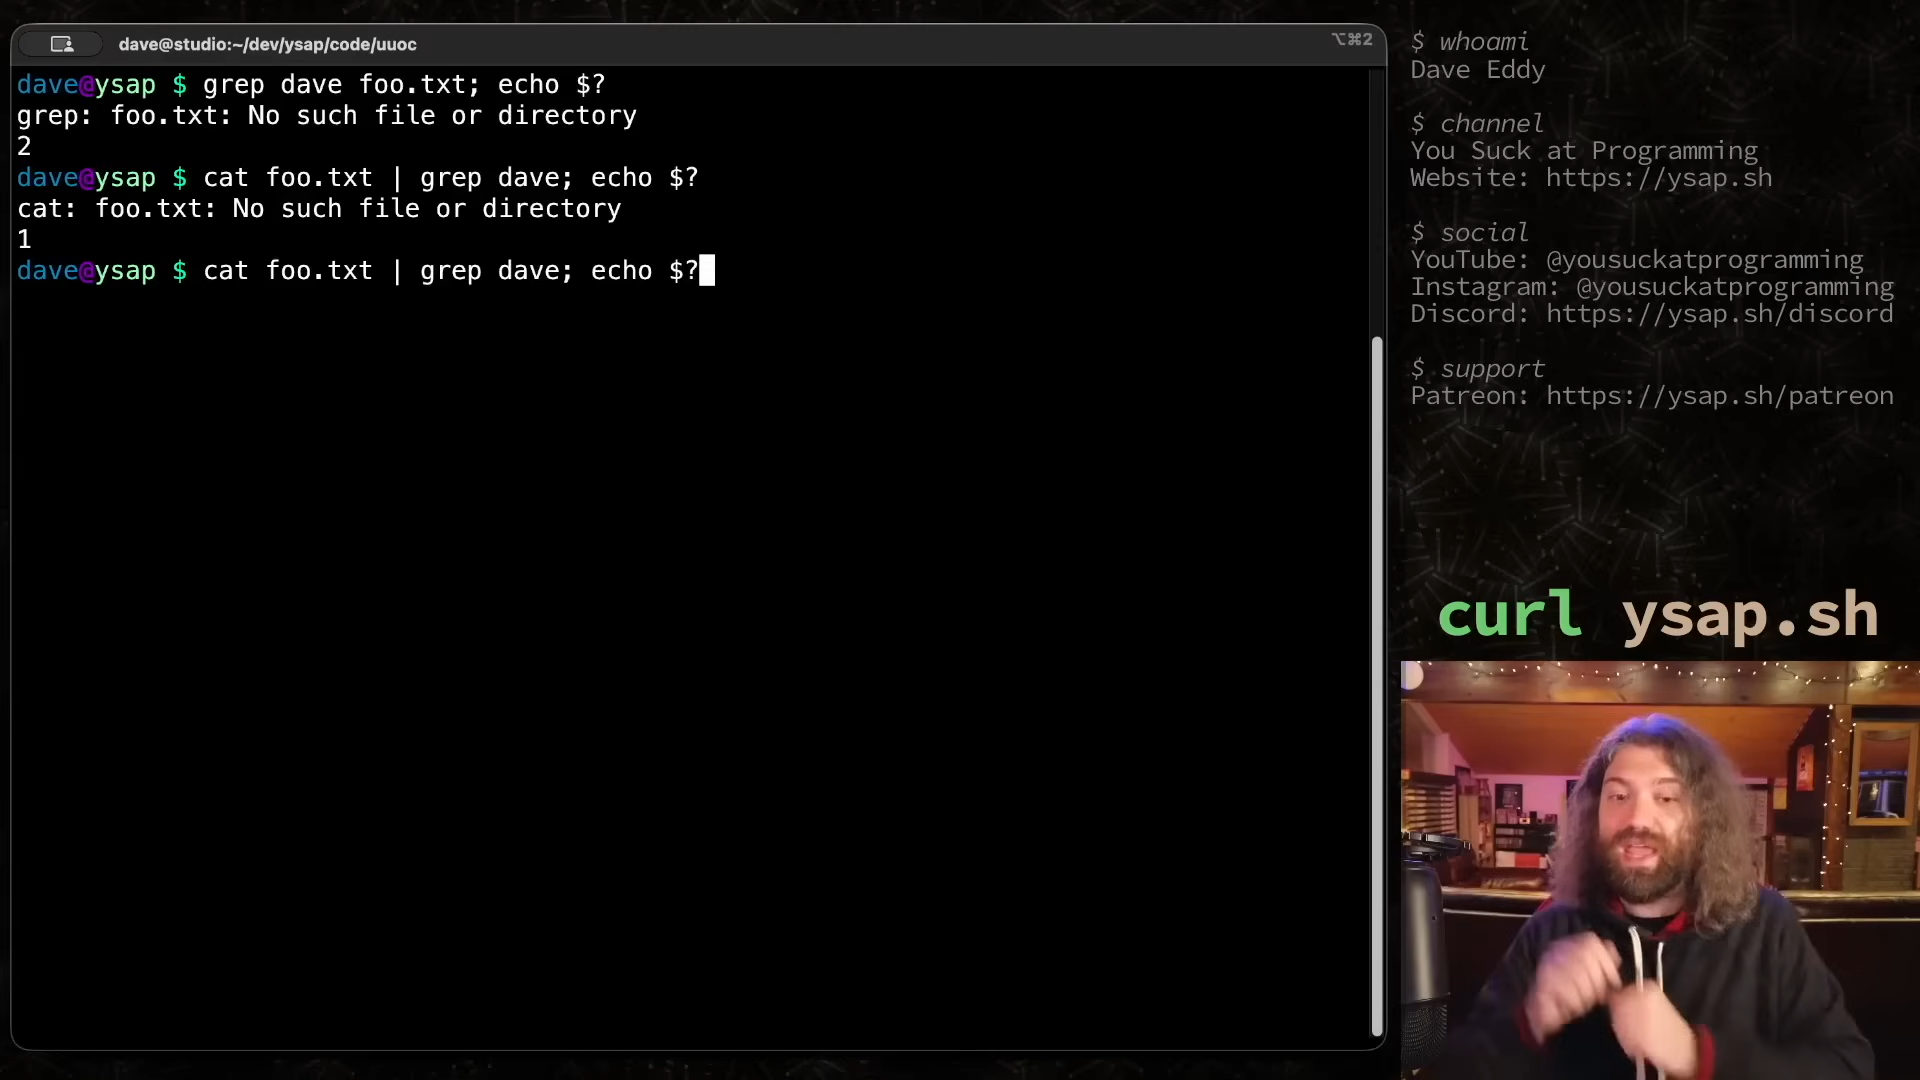 dave@studio:~/dev/ysap/code/uuoc
⌥⌘2
dave@ysap $ grep dave foo.txt; echo $?
grep: foo.txt: No such file or directory
2
dave@ysap $ cat foo.txt | grep dave; echo $?
cat: foo.txt: No such file or directory
1
dave@ysap $ cat foo.txt | grep dave; echo $?
$ whoami
Dave Eddy
$ channel
You Suck at Programming
Website: https://ysap.sh
$ social
YouTube: @yousuckatprogramming
Instagram: @yousuckatprogramming
Discord: https://ysap.sh/discord
$ support
Patreon: https://ysap.sh/patreon
curl ysap.sh